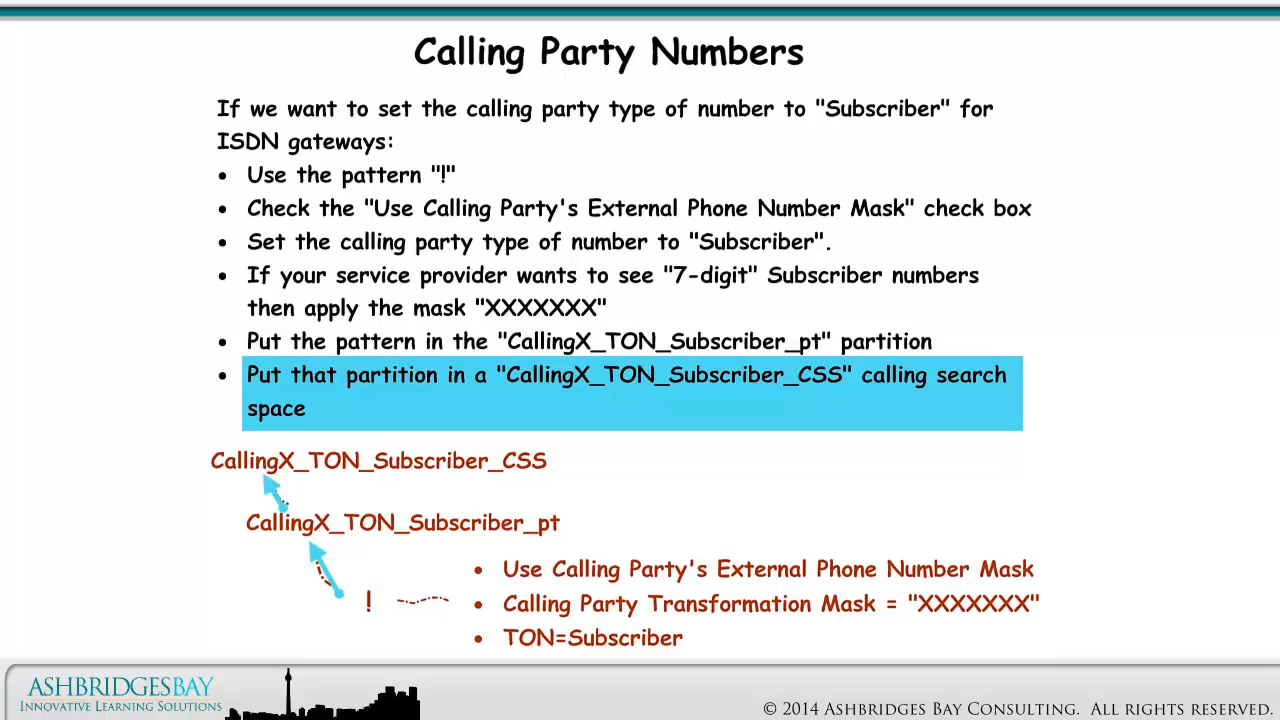 Calling Party Numbers
If we want to set the calling party type of number to "Subscriber" for
ISDN gateways:
• Use the pattern "!"
• Check the "Use Calling Party's External Phone Number Mask" check box
• Set the calling party type of number to "Subscriber".
• If your service provider wants to see "7-digit" Subscriber numbers
then apply the mask "XXXXXXX"
• Put the pattern in the "CallingX_TON_Subscriber_pt" partition
• Put that partition in a "CallingX_TON_Subscriber_CSS" calling search
space
CallingX_TON_Subscriber_CSS
CallingX_TON_Subscriber_pt
• Use Calling Party's External Phone Number Mask
! • Calling Party Transformation Mask = "XXXXXXX"
• TON=Subscriber
ASHBRIDGESBAY
INNOVATIVE LEARNING SOLUTIONS
© 2014 ASHBRIDGES BAY CONSULTING. ALL RIGHTS RESERVED.